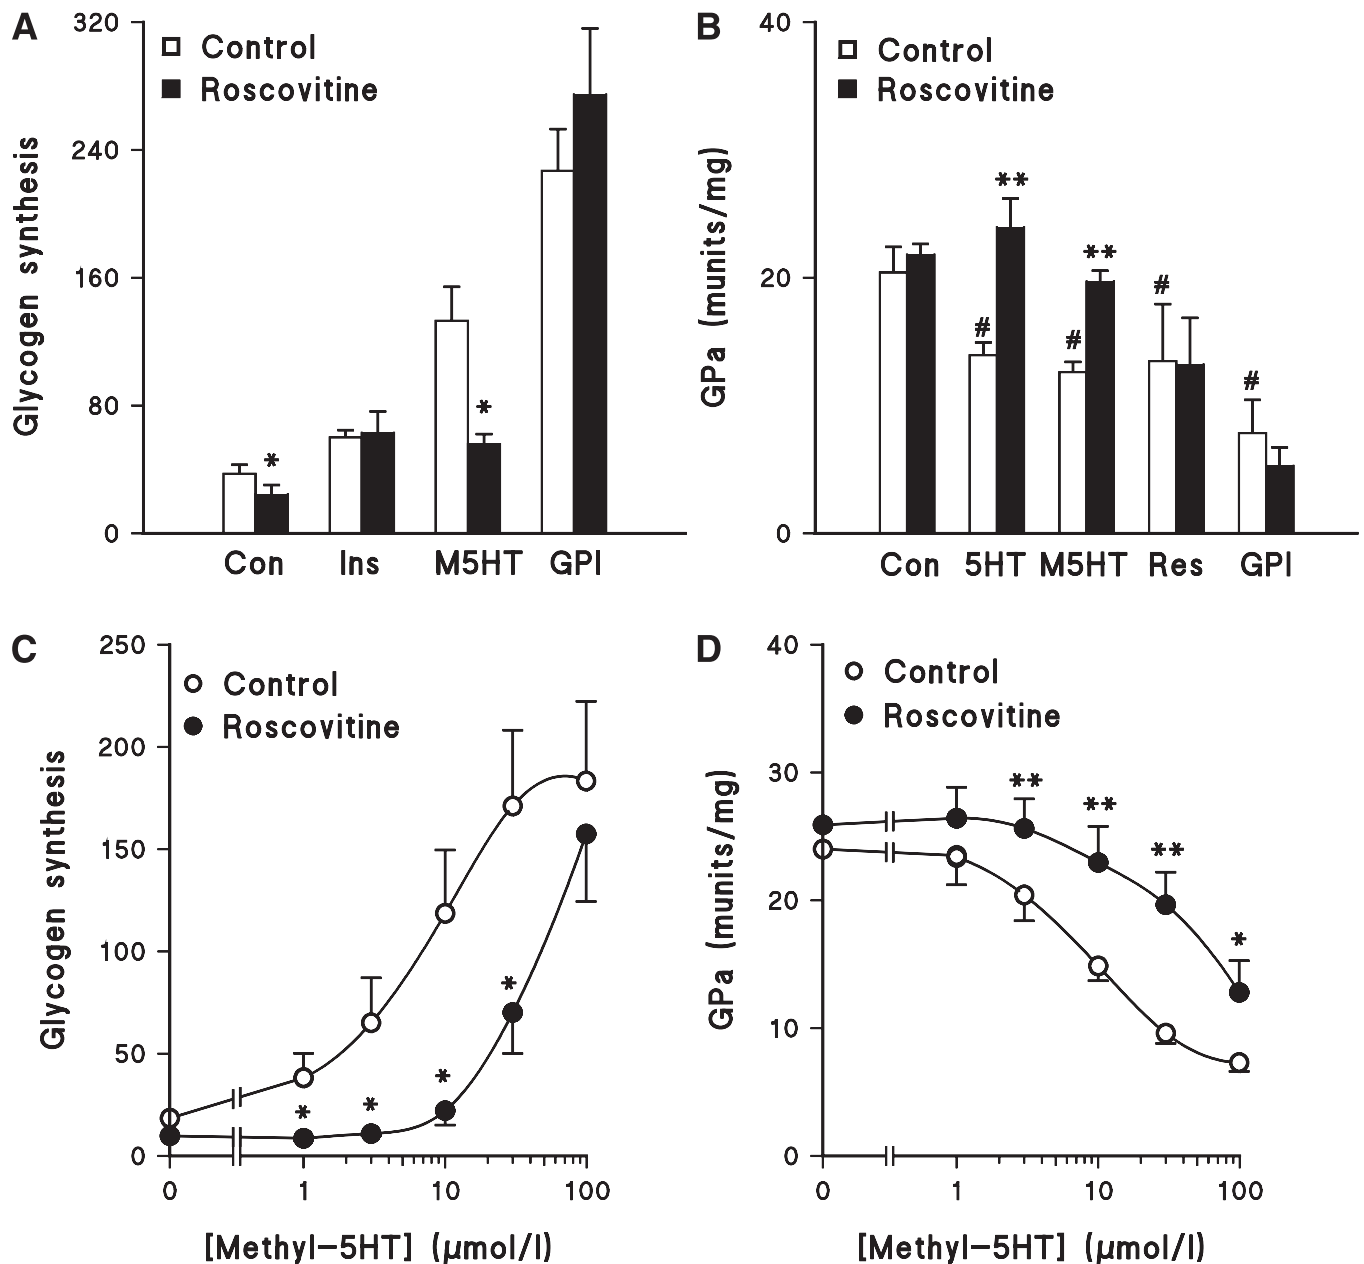 A
Glycogen synthesis
320
240
160
80
0
Control
Roscovitine
*
*
Con Ins M5HT GPI
B
GPa (munits/mg)
40
20
0
Control
Roscovitine
#
**
#
**
#
#
Con 5HT M5HT Res GPI
C
Glycogen synthesis
250
200
150
100
50
0
Control
Roscovitine
*
*
*
*
0 1 10 100
[Methyl–5HT] (µmol/l)
D
GPa (munits/mg)
40
30
20
10
0
Control
Roscovitine
**
**
**
*
0 1 10 100
[Methyl–5HT] (µmol/l)